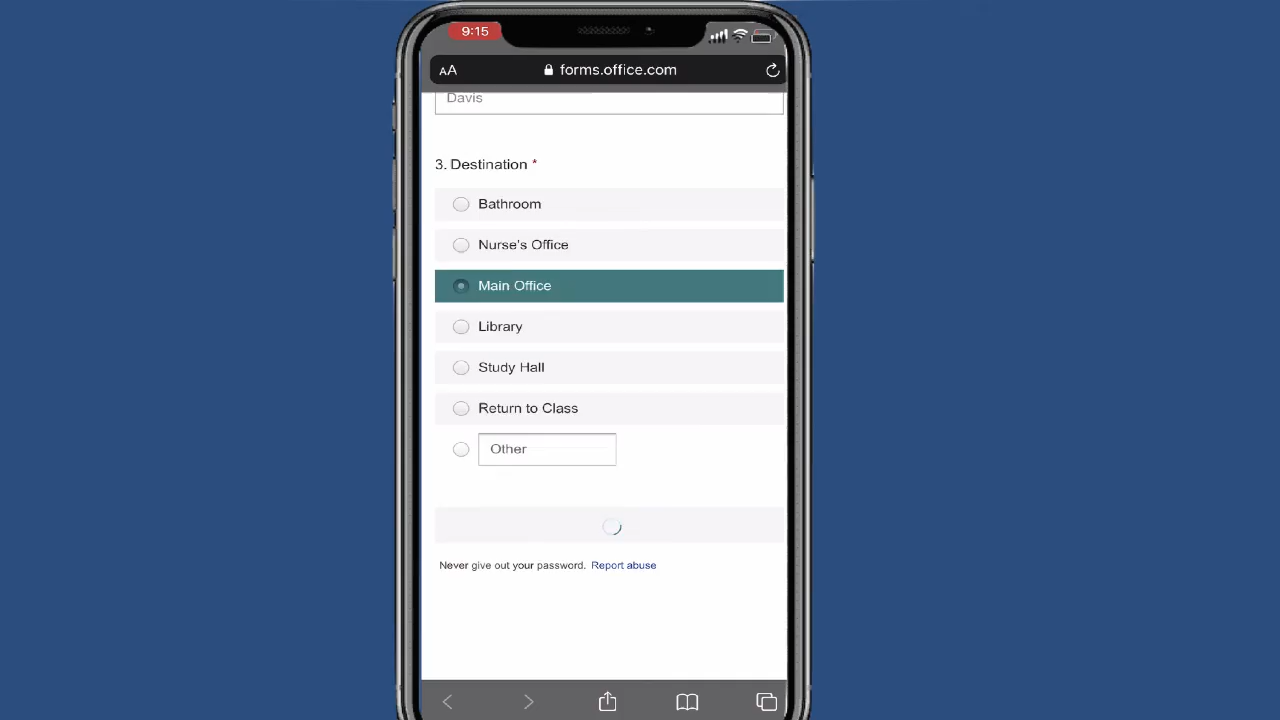 9:15
AA forms.office.com
Davis
3. Destination *
Bathroom
Nurse's Office
Main Office
Library
Study Hall
Return to Class
Other
Never give out your password. Report abuse